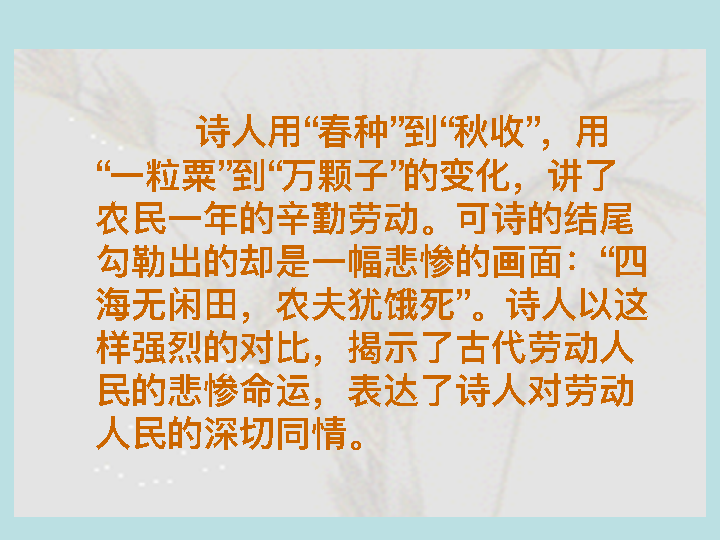 诗人用“春种”到“秋收”，用
“一粒粟”到“万颗子”的变化，讲了
农民一年的辛勤劳动。可诗的结尾
勾勒出的却是一幅悲惨的画面：“四
海无闲田，农夫犹饿死”。诗人以这
样强烈的对比，揭示了古代劳动人
民的悲惨命运，表达了诗人对劳动
人民的深切同情。